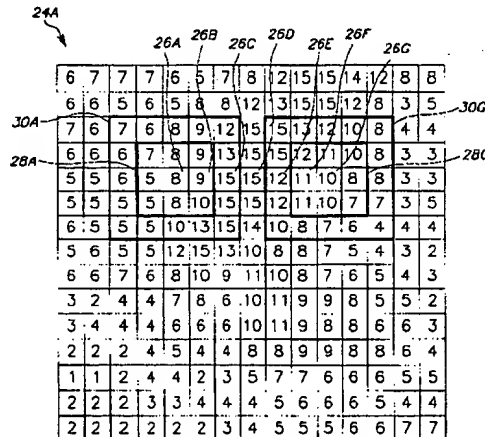 24A
26A 26B 26C 26D 26E 26F 26G
6 7 7 7 6 5 7 8 12 15 15 14 12 8 8
6 6 5 6 5 8 8 12 13 15 15 12 8 3 5
30A 30G
7 6 7 6 8 9 12 15 15 13 12 10 8 4 4
6 6 6 7 8 9 13 15 15 12 11 10 8 3 3
28A 28G
5 5 6 5 8 9 15 15 12 11 10 8 8 3 3
5 5 5 5 8 10 15 15 12 11 10 7 7 3 5
5 5 5 5 10 13 15 14 10 8 7 6 4 4 4
5 6 5 5 12 15 13 10 8 8 7 5 4 3 2
6 6 7 6 8 10 9 11 10 8 7 6 5 4 3
3 2 4 4 7 8 6 10 11 9 9 8 5 5 2
3 4 4 4 6 6 6 10 11 9 8 8 6 6 3
2 2 2 4 5 4 4 8 8 9 9 8 8 6 4
1 1 2 4 4 2 3 5 7 7 6 6 6 5 5
2 2 2 3 3 4 4 4 5 6 6 6 5 4 4
2 2 2 2 2 2 3 4 5 5 5 6 6 7 7